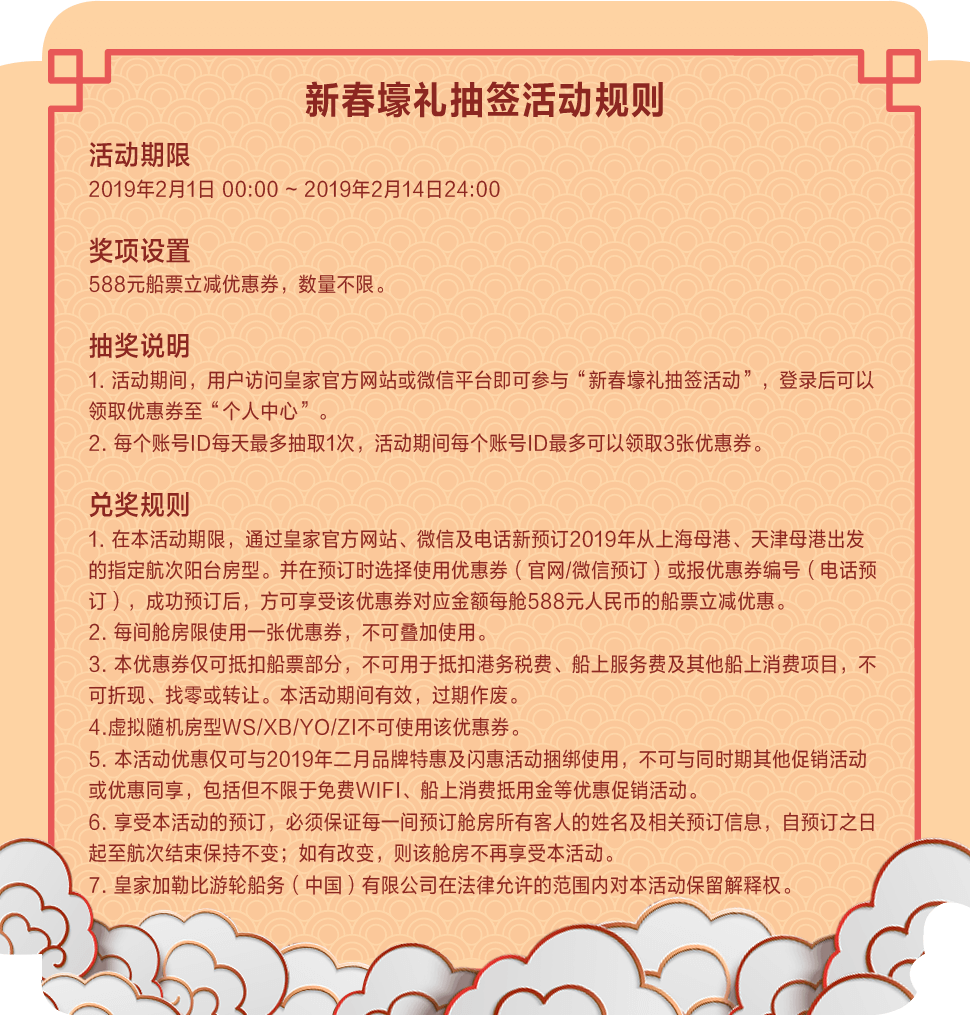 新春壕礼抽签活动规则
活动期限
2019年2月1日 00:00 ~ 2019年2月14日24:00
奖项设置
588元船票立减优惠券，数量不限。
抽奖说明
1. 活动期间，用户访问皇家官方网站或微信平台即可参与“新春壕礼抽签活动”，登录后可以
领取优惠券至“个人中心”。
2. 每个账号ID每天最多抽取1次，活动期间每个账号ID最多可以领取3张优惠券。
兑奖规则
1. 在本活动期限，通过皇家官方网站、微信及电话新预订2019年从上海母港、天津母港出发
的指定航次阳台房型。并在预订时选择使用优惠券（官网/微信预订）或报优惠券编号（电话预
订），成功预订后，方可享受该优惠券对应金额每舱588元人民币的船票立减优惠。
2. 每间舱房限使用一张优惠券，不可叠加使用。
3. 本优惠券仅可抵扣船票部分，不可用于抵扣港务税费、船上服务费及其他船上消费项目，不
可折现、找零或转让。本活动期间有效，过期作废。
4.虚拟随机房型WS/XB/YO/ZI不可使用该优惠券。
5. 本活动优惠仅可与2019年二月品牌特惠及闪惠活动捆绑使用，不可与同时期其他促销活动
或优惠同享，包括但不限于免费WIFI、船上消费抵用金等优惠促销活动。
6. 享受本活动的预订，必须保证每一间预订舱房所有客人的姓名及相关预订信息，自预订之日
起至航次结束保持不变；如有改变，则该舱房不再享受本活动。
7. 皇家加勒比游轮船务（中国）有限公司在法律允许的范围内对本活动保留解释权。